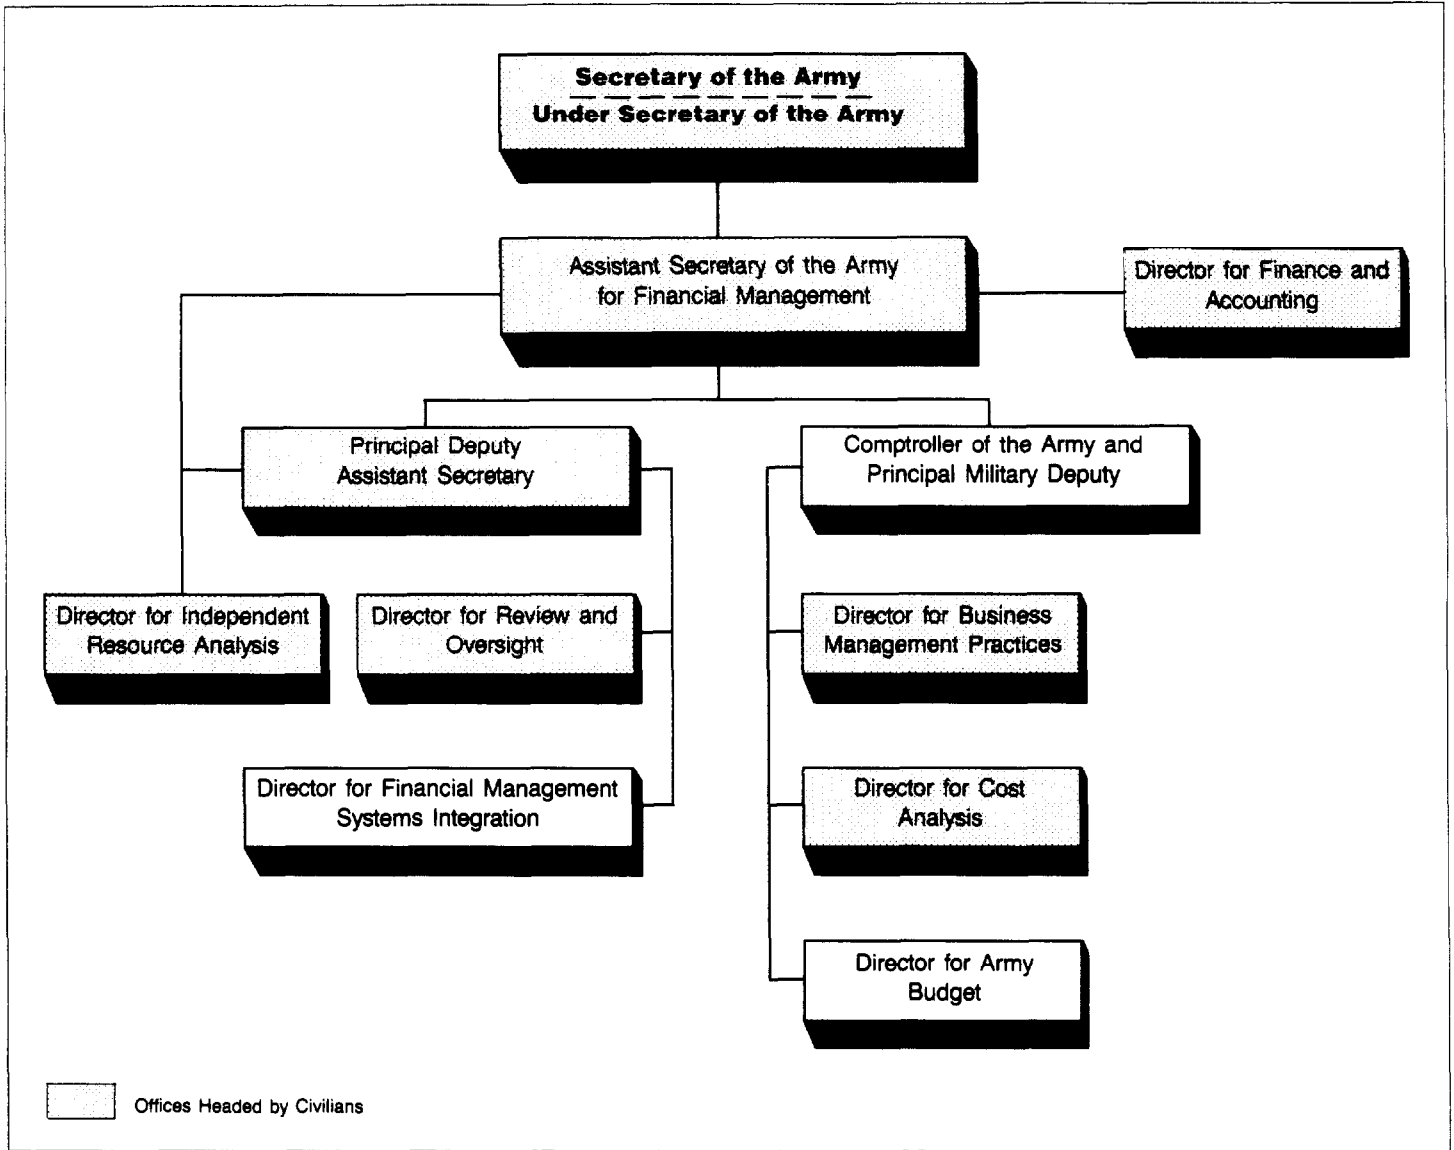 Secretary of the Army
Under Secretary of the Army
Assistant Secretary of the Army
for Financial Management
Director for Finance and
Accounting
Principal Deputy
Assistant Secretary
Comptroller of the Army and
Principal Military Deputy
Director for Independent
Resource Analysis
Director for Review and
Oversight
Director for Business
Management Practices
Director for Financial Management
Systems Integration
Director for Cost
Analysis
Director for Army
Budget
Offices Headed by Civilians